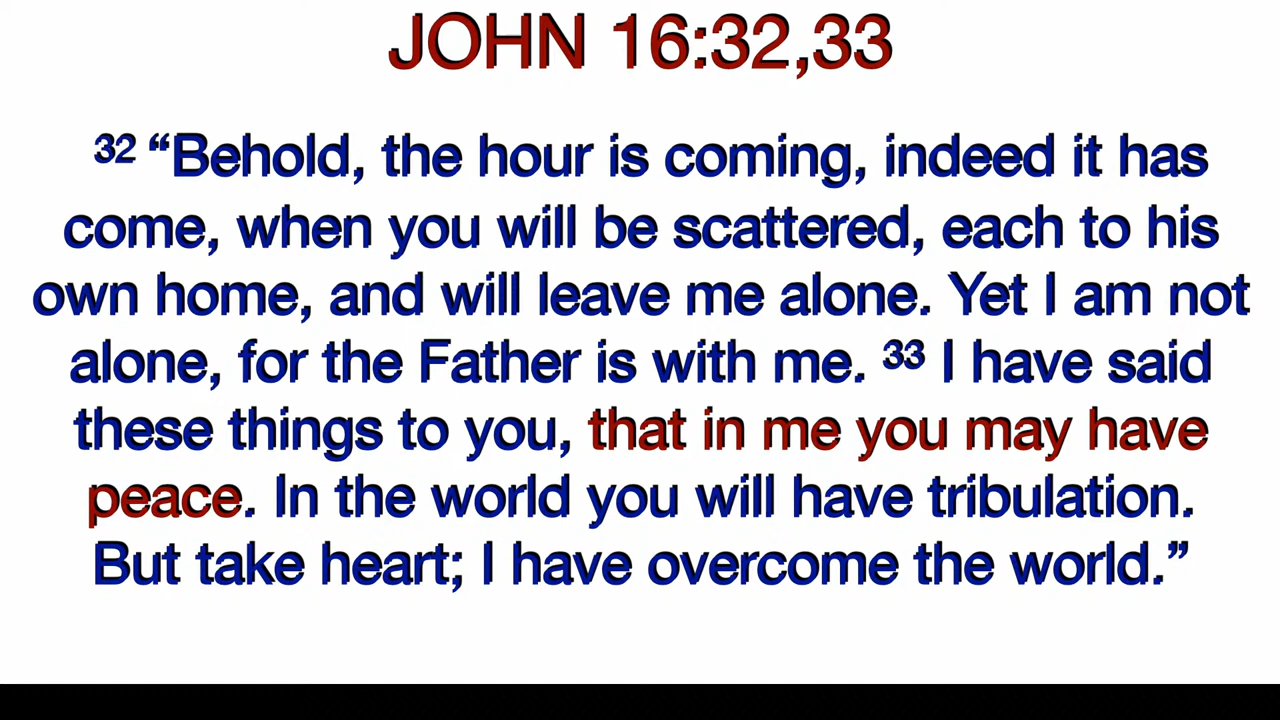 JOHN 16:32,33
32 “Behold, the hour is coming, indeed it has
come, when you will be scattered, each to his
own home, and will leave me alone. Yet I am not
alone, for the Father is with me. 33 I have said
these things to you, that in me you may have
peace. In the world you will have tribulation.
But take heart; I have overcome the world.”